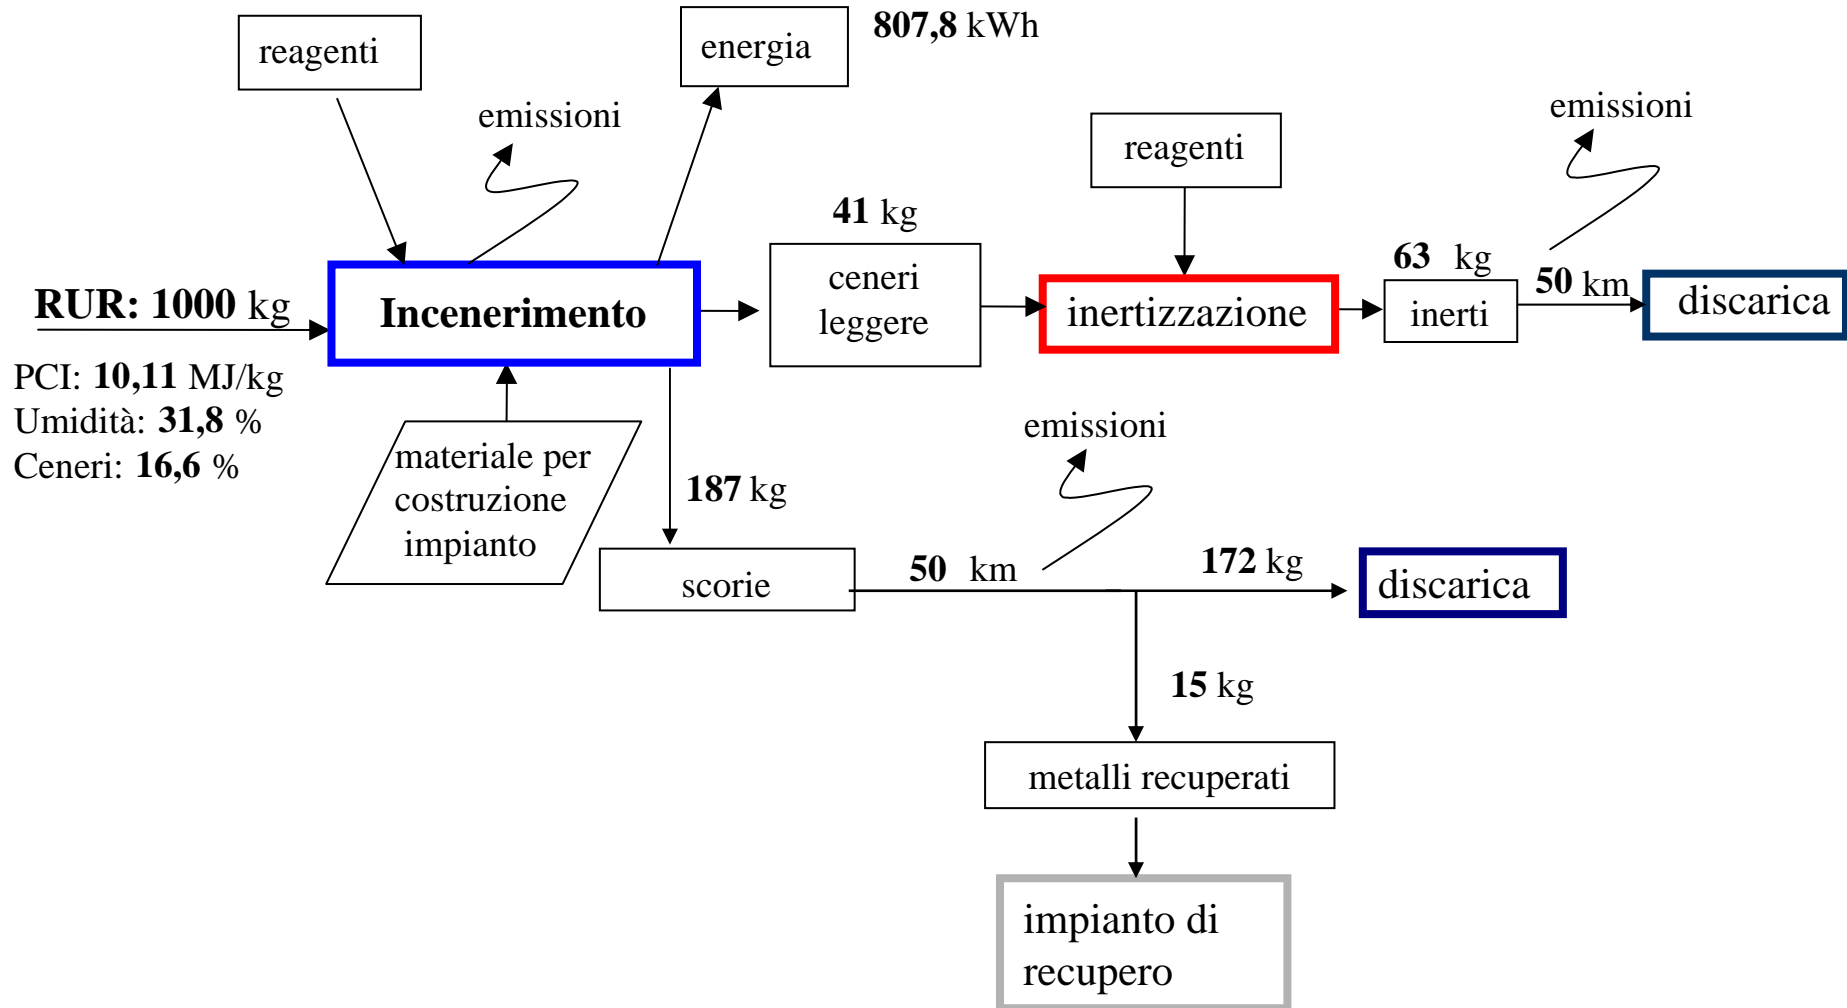 reagenti
energia
807,8 kWh
emissioni
emissioni
reagenti
41 kg
RUR: 1000 kg
Incenerimento
ceneri
leggere
inertizzazione
63 kg
inerti
50 km
discarica
PCI: 10,11 MJ/kg
Umidità: 31,8 %
Ceneri: 16,6 %
materiale per
costruzione
impianto
187 kg
emissioni
scorie
50 km
172 kg
discarica
15 kg
metalli recuperati
impianto di
recupero